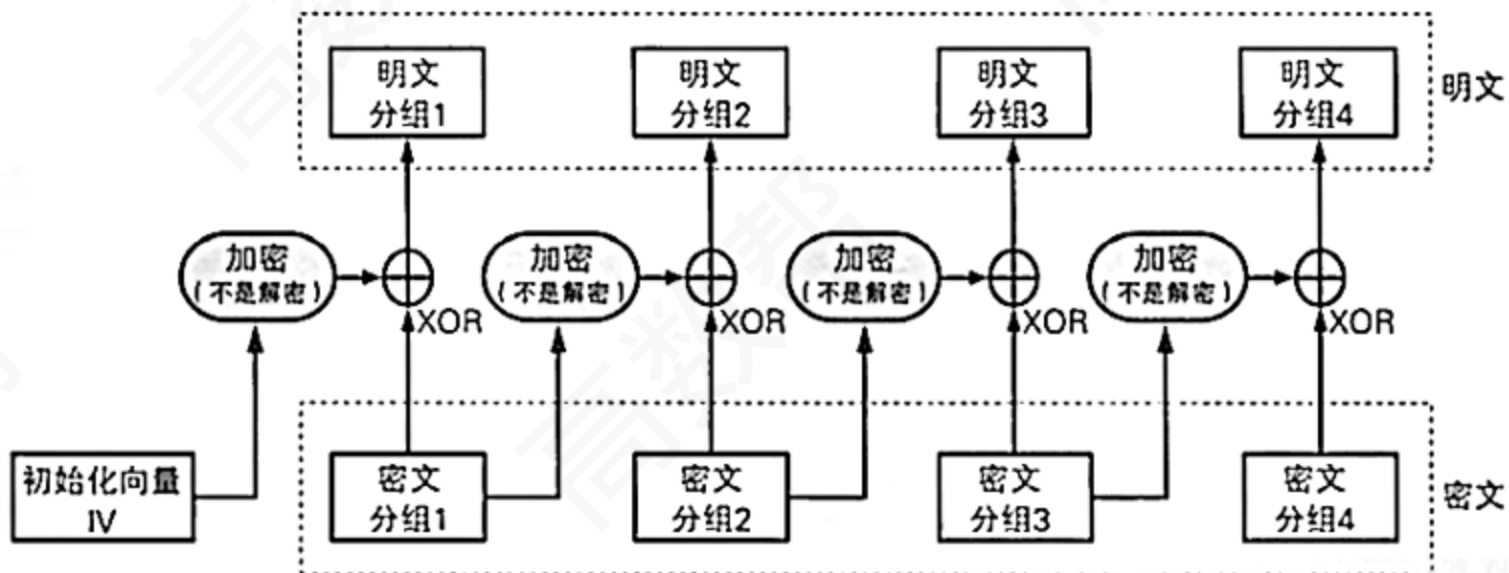 明文
分组1
明文
分组2
明文
分组3
明文
分组4
明文
加密
(不是解密)
XOR
加密
(不是解密)
XOR
加密
(不是解密)
XOR
加密
(不是解密)
XOR
初始化向量
IV
密文
分组1
密文
分组2
密文
分组3
密文
分组4
密文
高数帮